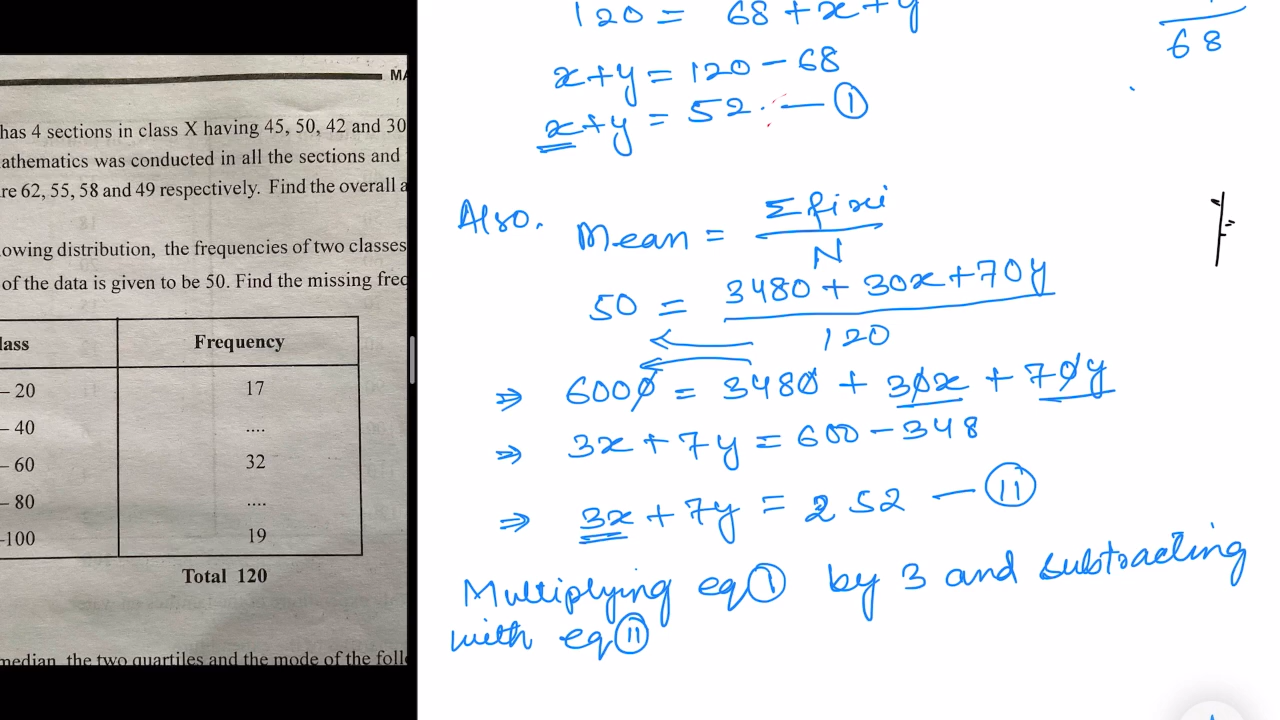 MA
has 4 sections in class X having 45, 50, 42 and 30
athematics was conducted in all the sections and
re 62, 55, 58 and 49 respectively. Find the overall a
owing distribution, the frequencies of two classes
of the data is given to be 50. Find the missing freq
lass Frequency
– 20 17
– 40 ....
– 60 32
– 80 ....
-100 19
Total 120
median, the two quartiles and the mode of the foll
120 = 68 + x + y
68
x + y = 120 - 68
x + y = 52. — ①
Also. Mean = Σfixi / N
50 = 3480 + 30x + 70y / 120
⇒ 6000 = 3480 + 30x + 70y
⇒ 3x + 7y = 600 - 348
⇒ 3x + 7y = 252 — ⑪
Multiplying eq ① by 3 and subtracting
with eq ⑪